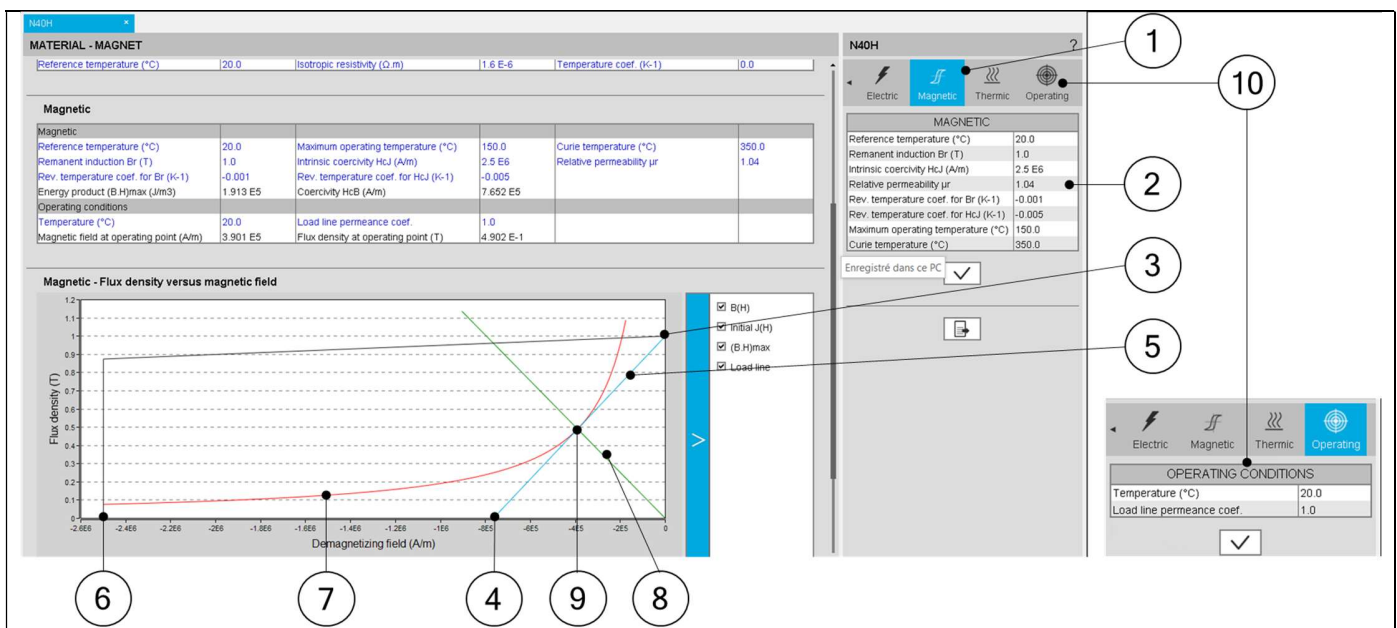 N40H ×
MATERIAL - MAGNET
Reference temperature (°C) 20.0 Isotropic resistivity (Ω.m) 1.6 E-6 Temperature coef. (K-1) 0.0
Magnetic
Magnetic
Reference temperature (°C) 20.0 Maximum operating temperature (°C) 150.0 Curie temperature (°C) 350.0
Remanent induction Br (T) 1.0 Intrinsic coercivity HcJ (A/m) 2.5 E6 Relative permeability µr 1.04
Rev. temperature coef. for Br (K-1) -0.001 Rev. temperature coef. for HcJ (K-1) -0.005
Energy product (B.H)max (J/m3) 1.913 E5 Coercivity HcB (A/m) 7.652 E5
Operating conditions
Temperature (°C) 20.0 Load line permeance coef. 1.0
Magnetic field at operating point (A/m) 3.901 E5 Flux density at operating point (T) 4.902 E-1
Magnetic - Flux density versus magnetic field
Flux density (T)
1.2
1.1
1
0.9
0.8
0.7
0.6
0.5
0.4
0.3
0.2
0.1
0
-2.6E6 -2.4E6 -2.2E6 -2E6 -1.8E6 -1.6E6 -1.4E6 -1.2E6 -1E6 -8E5 -6E5 -4E5 -2E5 0
Demagnetizing field (A/m)
>
B(H)
Initial J(H)
(B.H)max
Load line
N40H ?
Electric Magnetic Thermic Operating
MAGNETIC
Reference temperature (°C) 20.0
Remanent induction Br (T) 1.0
Intrinsic coercivity HcJ (A/m) 2.5 E6
Relative permeability µr 1.04
Rev. temperature coef. for Br (K-1) -0.001
Rev. temperature coef. for HcJ (K-1) -0.005
Maximum operating temperature (°C) 150.0
Curie temperature (°C) 350.0
Enregistré dans ce PC
Electric Magnetic Thermic Operating
OPERATING CONDITIONS
Temperature (°C) 20.0
Load line permeance coef. 1.0
1
10
2
3
5
6
7
4
9
8